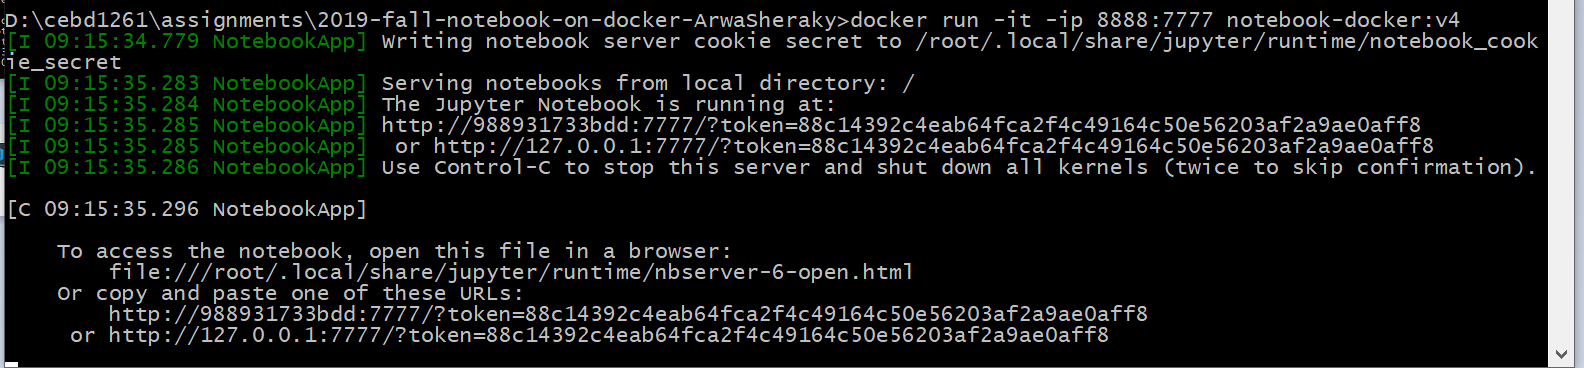 D:\cebd1261\assignments\2019-fall-notebook-on-docker-ArwaSheraky>docker run -it -ip 8888:7777 notebook-docker:v4
[I 09:15:34.779 NotebookApp] Writing notebook server cookie secret to /root/.local/share/jupyter/runtime/notebook_cook
ie_secret
[I 09:15:35.283 NotebookApp] Serving notebooks from local directory: /
[I 09:15:35.284 NotebookApp] The Jupyter Notebook is running at:
[I 09:15:35.285 NotebookApp] http://988931733bdd:7777/?token=88c14392c4eab64fca2f4c49164c50e56203af2a9ae0aff8
[I 09:15:35.285 NotebookApp]  or http://127.0.0.1:7777/?token=88c14392c4eab64fca2f4c49164c50e56203af2a9ae0aff8
[I 09:15:35.286 NotebookApp] Use Control-C to stop this server and shut down all kernels (twice to skip confirmation).
[C 09:15:35.296 NotebookApp]
To access the notebook, open this file in a browser:
file:///root/.local/share/jupyter/runtime/nbserver-6-open.html
Or copy and paste one of these URLs:
http://988931733bdd:7777/?token=88c14392c4eab64fca2f4c49164c50e56203af2a9ae0aff8
or http://127.0.0.1:7777/?token=88c14392c4eab64fca2f4c49164c50e56203af2a9ae0aff8